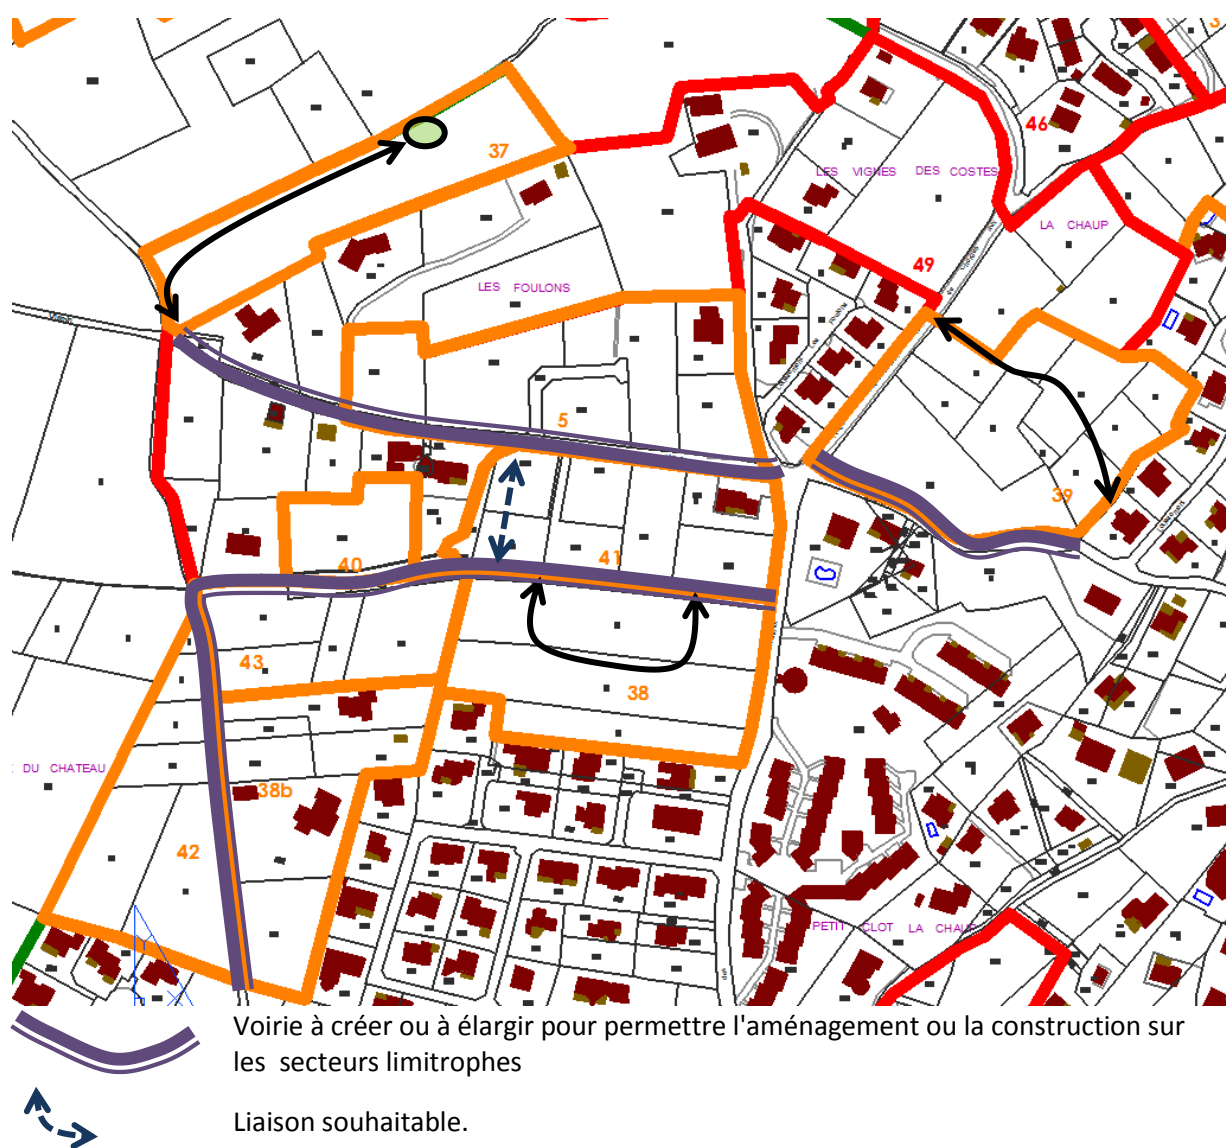 3
46
37
LES VIGNES DES COSTES
LA CHAUP
49
LES FOULONS
5
39
41
40
43
38
E DU CHATEAU
38b
42
PETIT CLOT LA CHAUP
Voirie à créer ou à élargir pour permettre l'aménagement ou la construction sur
les secteurs limitrophes
Liaison souhaitable.